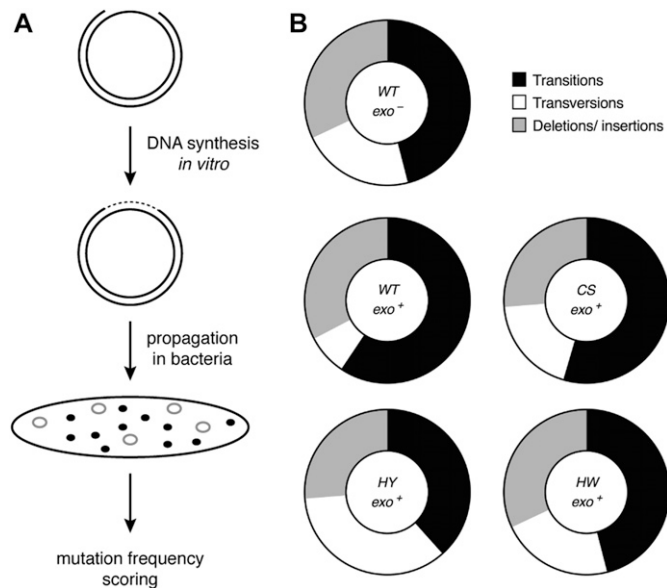 A
DNA synthesis
in vitro
propagation
in bacteria
mutation frequency
scoring
B
WT
exo⁻
Transitions
Transversions
Deletions/ insertions
WT
exo⁺
CS
exo⁺
HY
exo⁺
HW
exo⁺